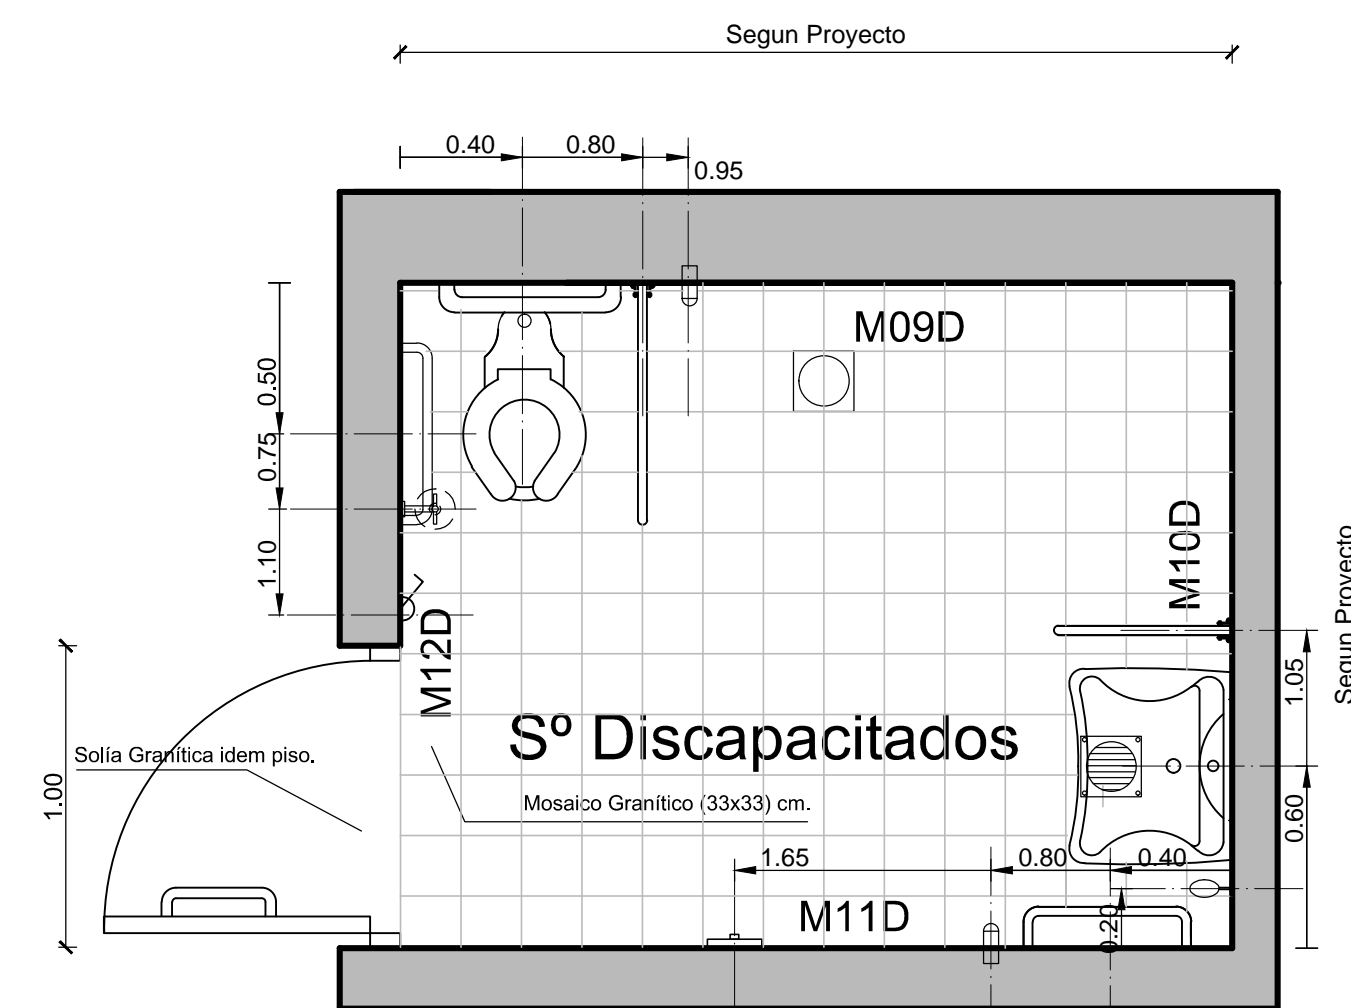 Segun Proyecto
0.40
0.80
0.95
M09D
0.50
0.75
1.10
M10D
Segun Proyecto
M12D
1.05
Sº Discapacitados
Solía Granítica idem piso.
1.00
Mosaico Granítico (33x33) cm.
0.60
1.65
0.80
0.40
M11D
0.20